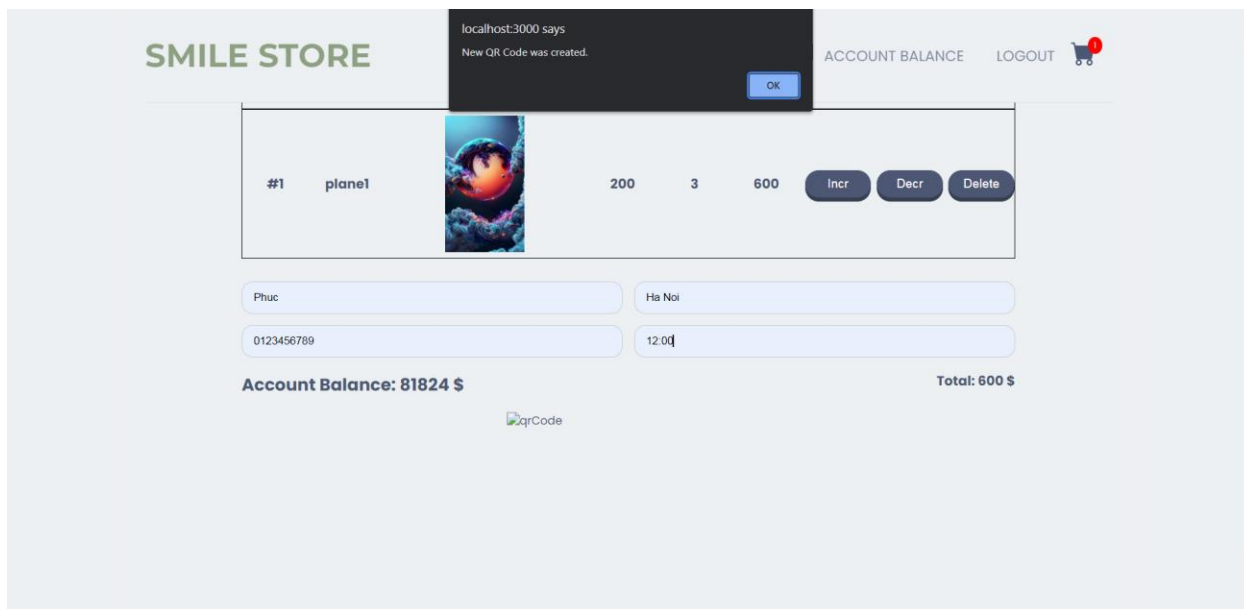 localhost:3000 says
New QR Code was created.
OK
SMILE STORE
ACCOUNT BALANCE LOGOUT 1
#1 plane1 200 3 600 Incr Decr Delete
Phuc Ha Noi
0123456789 12:00
Account Balance: 81824 $ Total: 600 $
qrCode